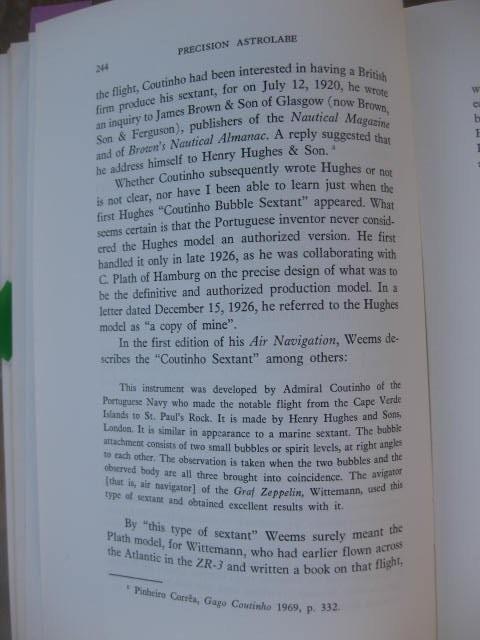 244
PRECISION ASTROLABE
the flight, Coutinho had been interested in having a British
firm produce his sextant, for on July 12, 1920, he wrote
an inquiry to James Brown & Son of Glasgow (now Brown,
Son & Ferguson), publishers of the Nautical Magazine
and of Brown's Nautical Almanac. A reply suggested that
he address himself to Henry Hughes & Son.
Whether Coutinho subsequently wrote Hughes or not
is not clear, nor have I been able to learn just when the
first Hughes "Coutinho Bubble Sextant" appeared. What
seems certain is that the Portuguese inventor never consid-
ered the Hughes model an authorized version. He first
handled it only in late 1926, as he was collaborating with
C. Plath of Hamburg on the precise design of what was to
be the definitive and authorized production model. In a
letter dated December 15, 1926, he referred to the Hughes
model as "a copy of mine".
In the first edition of his Air Navigation, Weems de-
scribes the "Coutinho Sextant" among others:
This instrument was developed by Admiral Coutinho of the
Portuguese Navy who made the notable flight from the Cape Verde
Islands to St. Paul's Rock. It is made by Henry Hughes and Sons,
London. It is similar in appearance to a marine sextant. The bubble
attachment consists of two small bubbles or spirit levels, at right angles
to each other. The observation is taken when the two bubbles and the
observed body are all three brought into coincidence. The avigator
[that is, air navigator] of the Graf Zeppelin, Wittemann, used this
type of sextant and obtained excellent results with it.
By "this type of sextant" Weems surely meant the
Plath model, for Wittemann, who had earlier flown across
the Atlantic in the ZR-3 and written a book on that flight,
Pinheiro Corrêa, Gago Coutinho 1969, p. 332.